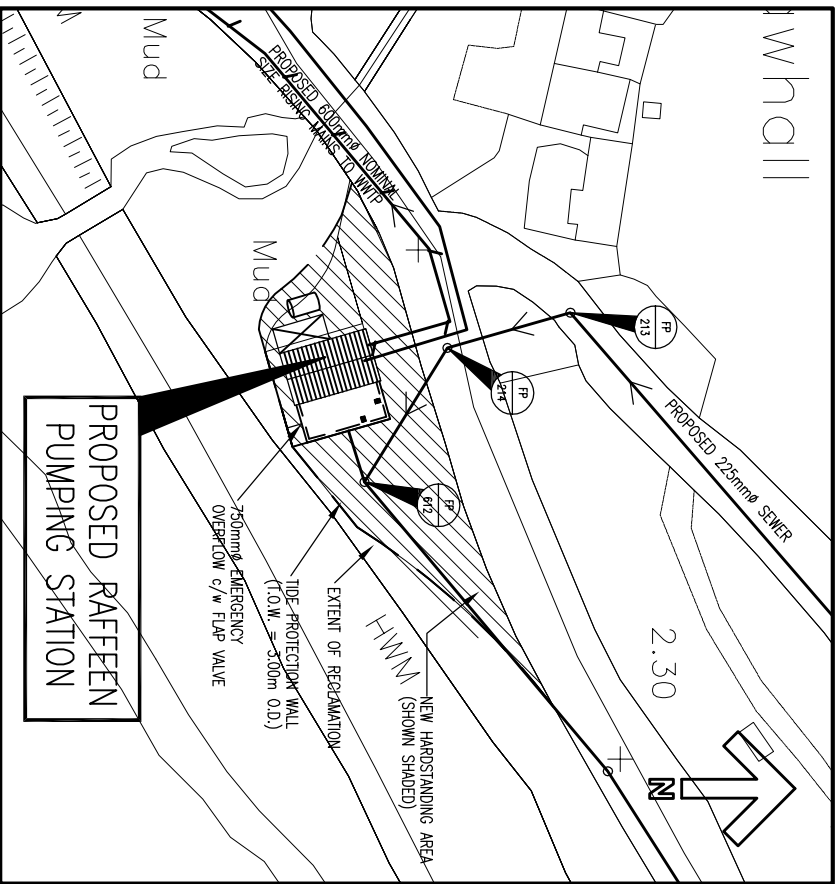 whall
Mud
PROPOSED 600mmø NOMINAL
SIZE RISING MAINS TO WWTP
Mud
FP
213
FP
214
FP
612
PROPOSED 225mmø SEWER
2.30
N
NEW HARDSTANDING AREA
(SHOWN SHADED)
HWM
EXTENT OF RECLAMATION
TIDE PROTECTION WALL
(T.O.W. = 3.00m O.D.)
750mmø EMERGENCY
OVERFLOW c/w FLAP VALVE
PROPOSED RAFFEEN
PUMPING STATION